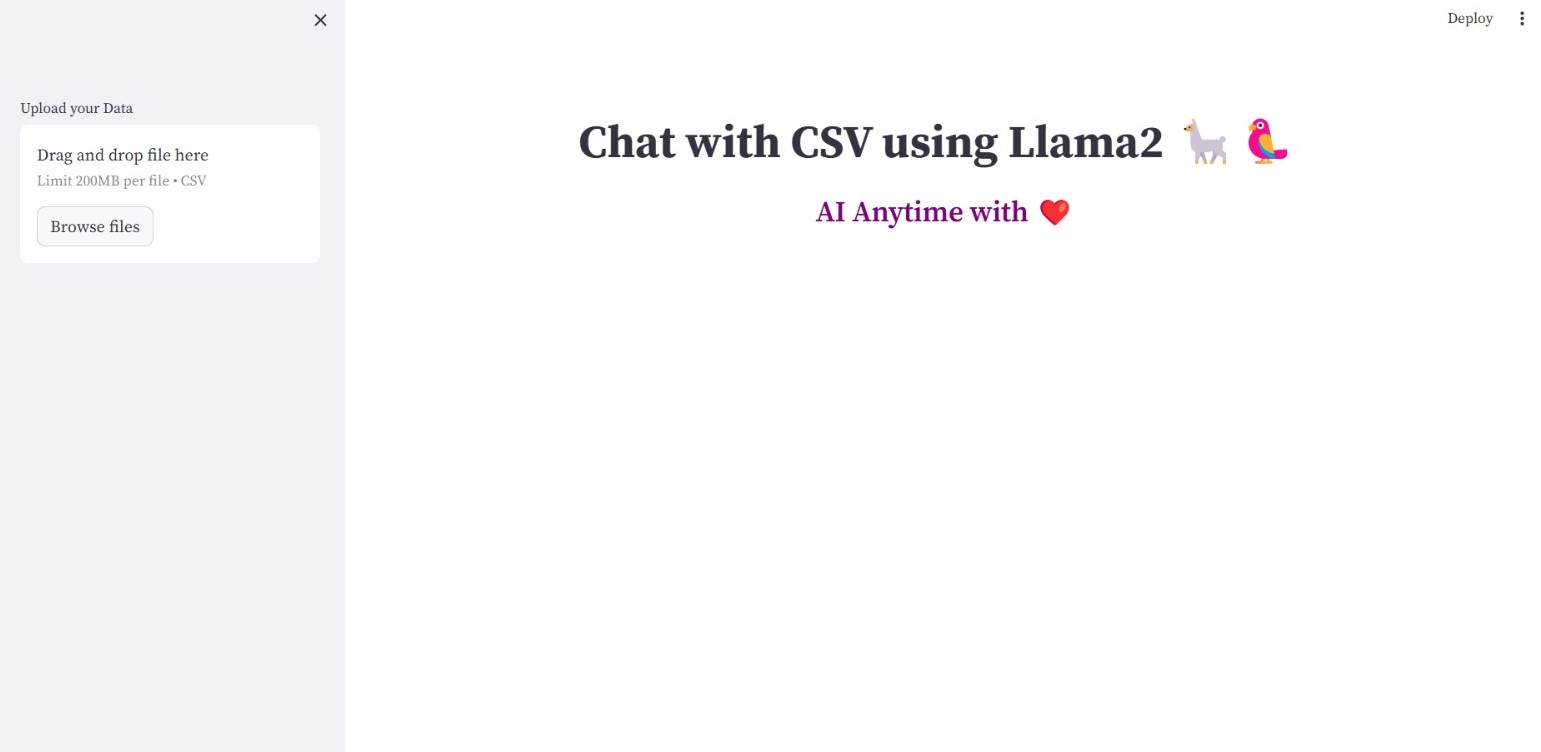 Deploy
Upload your Data
Drag and drop file here
Limit 200MB per file • CSV
Browse files
Chat with CSV using Llama2 🦙 🦜
AI Anytime with ❤️